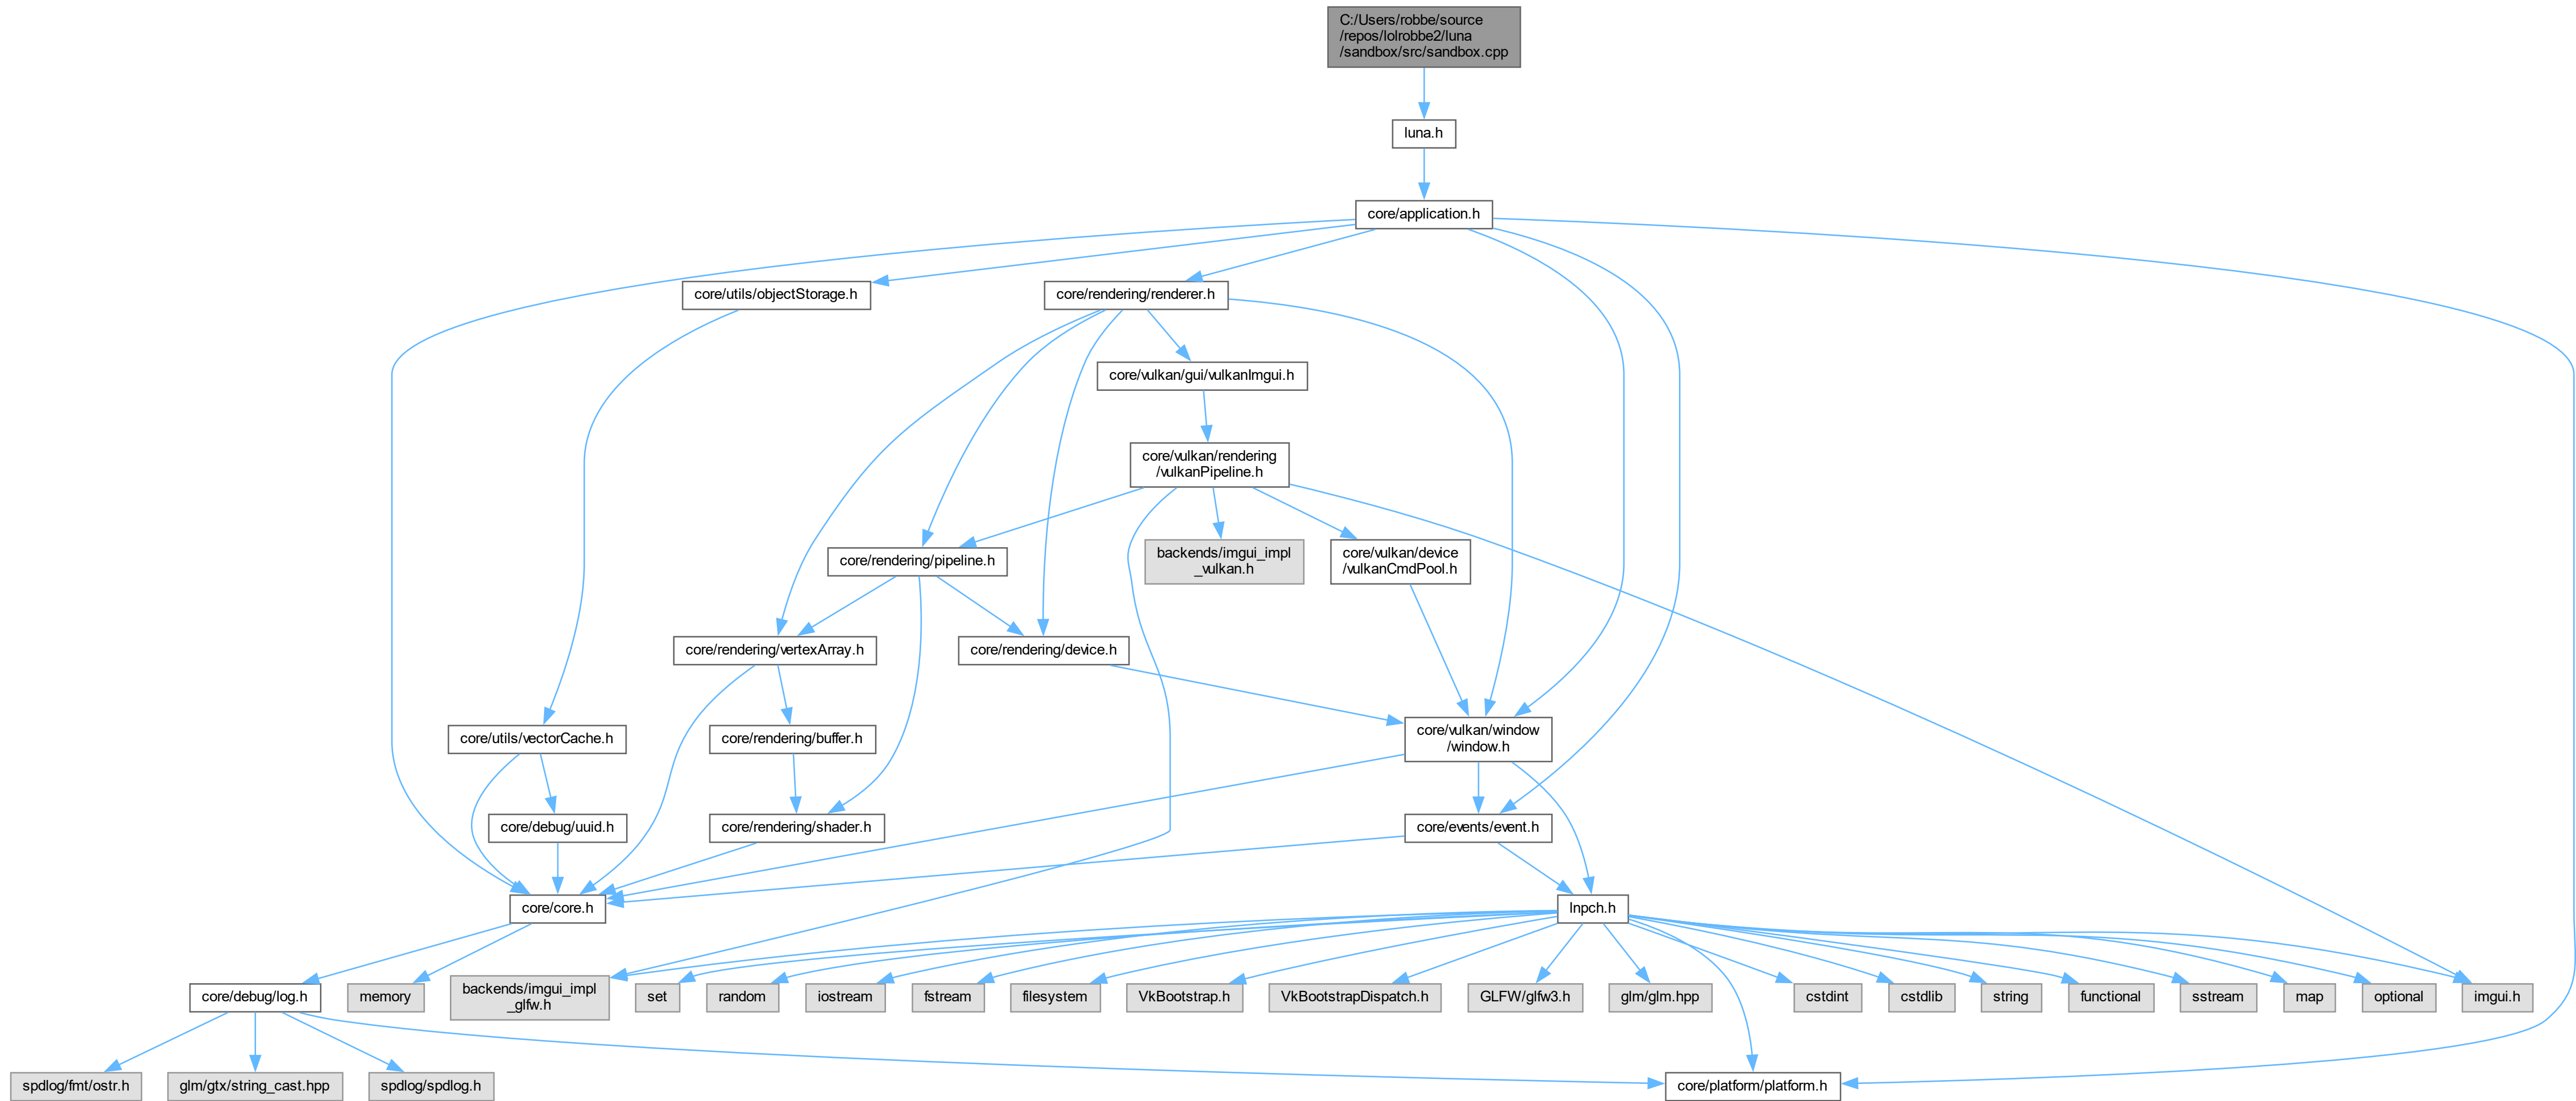 C:/Users/robbe/source
/repos/lolrobbe2/luna
/sandbox/src/sandbox.cpp
luna.h
core/application.h
core/utils/objectStorage.h
core/rendering/renderer.h
core/vulkan/gui/vulkanImgui.h
core/vulkan/rendering
/vulkanPipeline.h
core/rendering/pipeline.h
backends/imgui_impl
_vulkan.h
core/vulkan/device
/vulkanCmdPool.h
core/rendering/vertexArray.h
core/rendering/device.h
core/utils/vectorCache.h
core/rendering/buffer.h
core/vulkan/window
/window.h
core/debug/uuid.h
core/rendering/shader.h
core/events/event.h
core/core.h
lnpch.h
core/debug/log.h
memory
backends/imgui_impl
_glfw.h
set
random
iostream
fstream
filesystem
VkBootstrap.h
VkBootstrapDispatch.h
GLFW/glfw3.h
glm/glm.hpp
cstdint
cstdlib
string
functional
sstream
map
optional
imgui.h
spdlog/fmt/ostr.h
glm/gtx/string_cast.hpp
spdlog/spdlog.h
core/platform/platform.h